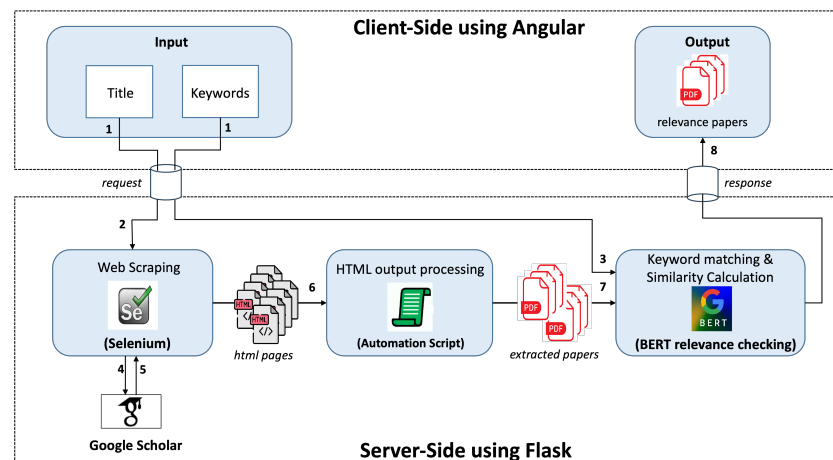 Client-Side using Angular
Input
Output
Title
Keywords
PDF
relevance papers
1
1
8
request
response
2
3
Web Scraping
HTML output processing
Keyword matching &
Similarity Calculation
6
7
Se
HTML
HTML
</>
</>
PDF
PDF
G
BERT
(Selenium)
(Automation Script)
(BERT relevance checking)
html pages
extracted papers
4
5
g
Google Scholar
Server-Side using Flask